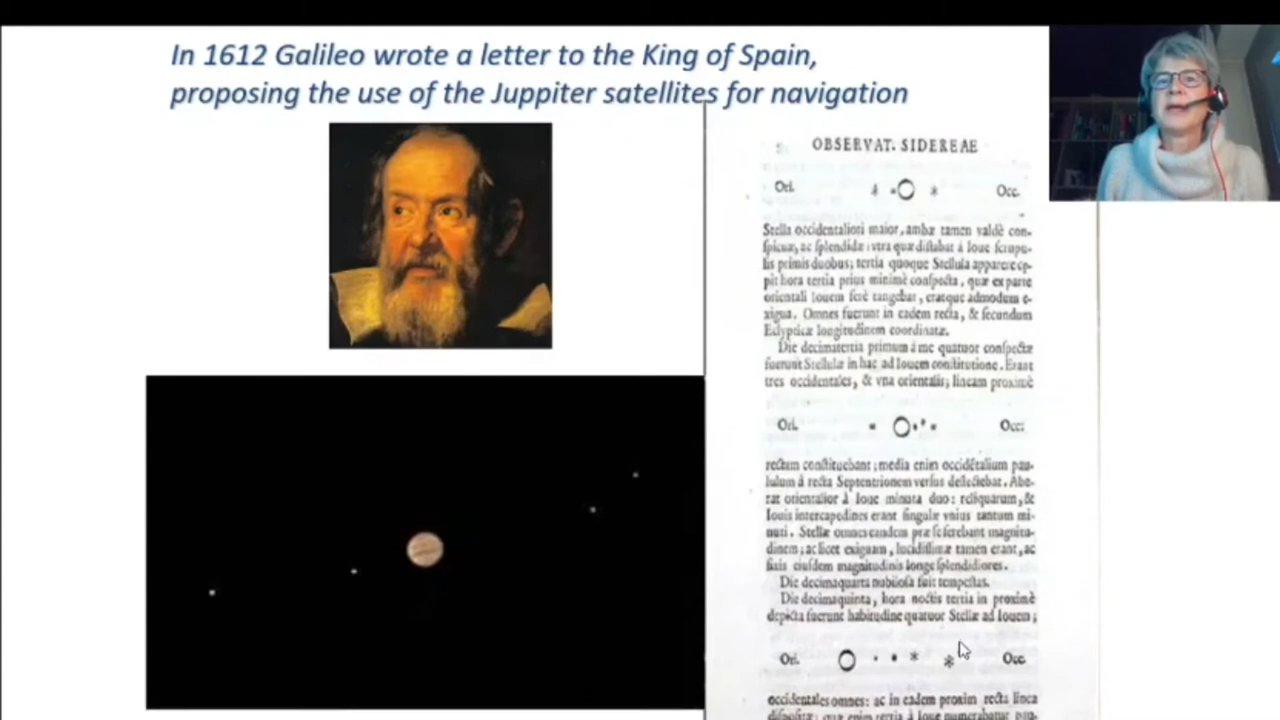 In 1612 Galileo wrote a letter to the King of Spain,
proposing the use of the Juppiter satellites for navigation
OBSERVAT. SIDEREAE
Ori. Occ.
Stella occidentaliori maior, ambæ tamen valdè con-
ſpicuæ, ac ſplendidæ: vtra quæ diſtabat à Ioue ſcrupu-
lis primis duobus; tertia quoque Stellula apparere cę-
pit hora tertia prius minimè conſpecta, quæ ex parte
orientali Iouem ferè tangebat, eratque admodum e-
xigua. Omnes fuerunt in eadem recta, & ſecundum
Eclypticæ longitudinem coordinatæ.
Die decimatertia primum à me quatuor conſpectæ
fuerunt Stellulæ in hac ad Iouem conſtitutione. Erant
tres occidentales, & vna orientalis; lineam proximè
Ori. Occ:
rectam conſtituebant; media enim occidētalium pau-
lulum à recta Septentrionem verſus deflectebat. Abe-
rat orientalior à Ioue minuta duo: reliquarum, &
Iouis intercapedines erant ſingulæ vnius tantum mi-
nuti. Stellæ omnes eandem præ ſe ferebant magnitu-
dinem; ac licet exiguam, lucidiſſimæ tamen erant, ac
fixis eiuſdem magnitudinis longe ſplendidiores.
Die decimaquarta nubiloſa fuit tempeſtas.
Die decimaquinta, hora noctis tertia in proximè
depicta fuerunt habitudine quatuor Stellæ ad Iouem;
Ori. Occ.
occidentales omnes: ac in eadem proxim recta linea
diſpoſitæ; quæ enim tertia à Ioue numerabatur